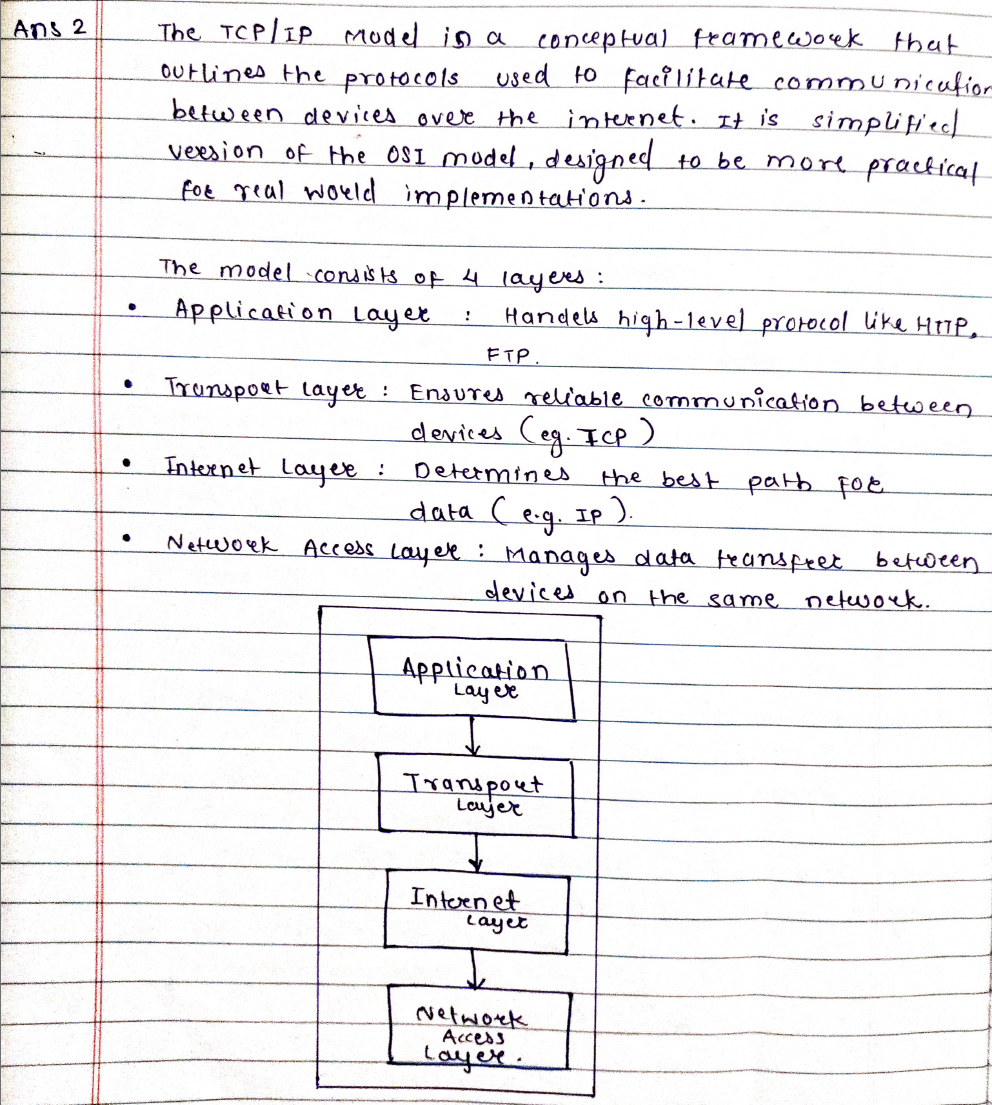 Ans 2 The TCP/IP Model is a conceptual framework that
outlines the protocols used to facilitate communication
between devices over the internet. It is simplified
version of the OSI model, designed to be more practical
for real world implementations.
The model consists of 4 layers :
• Application Layer : Handels high-level protocol like HTTP,
FTP.
• Transport layer : Ensures reliable communication between
devices (eg. TCP)
• Internet Layer : Determines the best path for
data (e.g. IP).
• Network Access Layer : Manages data transfer between
devices on the same network.
Application
Layer
Transport
Layer
Internet
Layer
Network
Access
Layer.